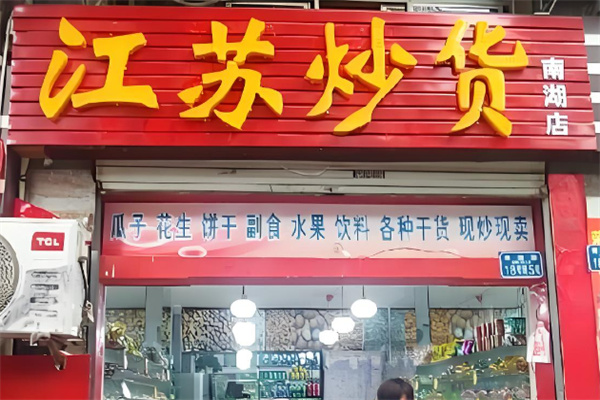 江苏炒货
南湖店
瓜子 花生 饼干 副食 水果 饮料 各种干货 现炒现卖
TCL